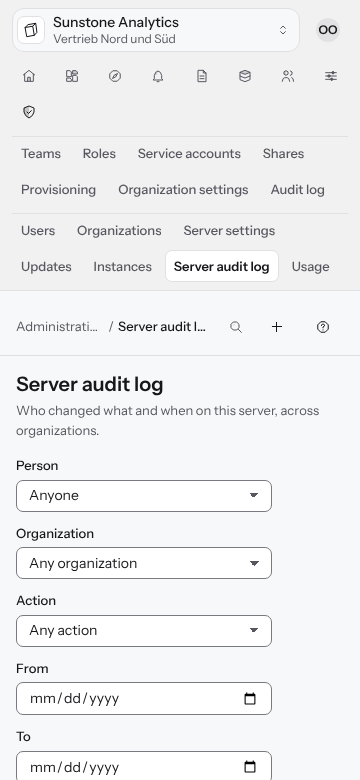 Sunstone Analytics
Vertrieb Nord und Süd
OO
Teams Roles Service accounts Shares
Provisioning Organization settings Audit log
Users Organizations Server settings
Updates Instances Server audit log Usage
Administrati... / Server audit l...
Server audit log
Who changed what and when on this server, across
organizations.
Person
Anyone
Organization
Any organization
Action
Any action
From
mm/dd/yyyy
To
mm/dd/yyyy